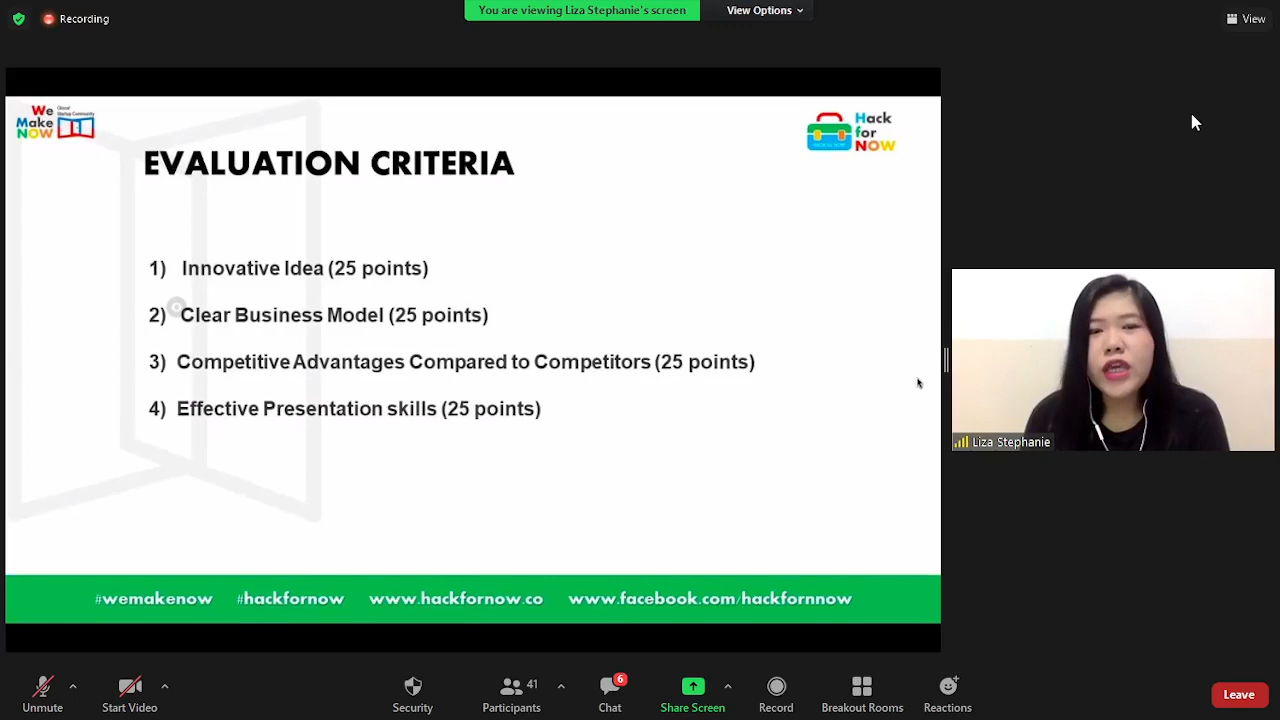 Recording
You are viewing Liza Stephanie's screen
View Options
View
We
Make
NOW
Global
Startup Community
Hack
for
NOW
EVALUATION CRITERIA
1) Innovative Idea (25 points)
2) Clear Business Model (25 points)
3) Competitive Advantages Compared to Competitors (25 points)
4) Effective Presentation skills (25 points)
Liza Stephanie
#wemakenow #hackfornow www.hackfornow.co www.facebook.com/hackfornnow
41
6
Unmute
Start Video
Security
Participants
Chat
Share Screen
Record
Breakout Rooms
Reactions
Leave